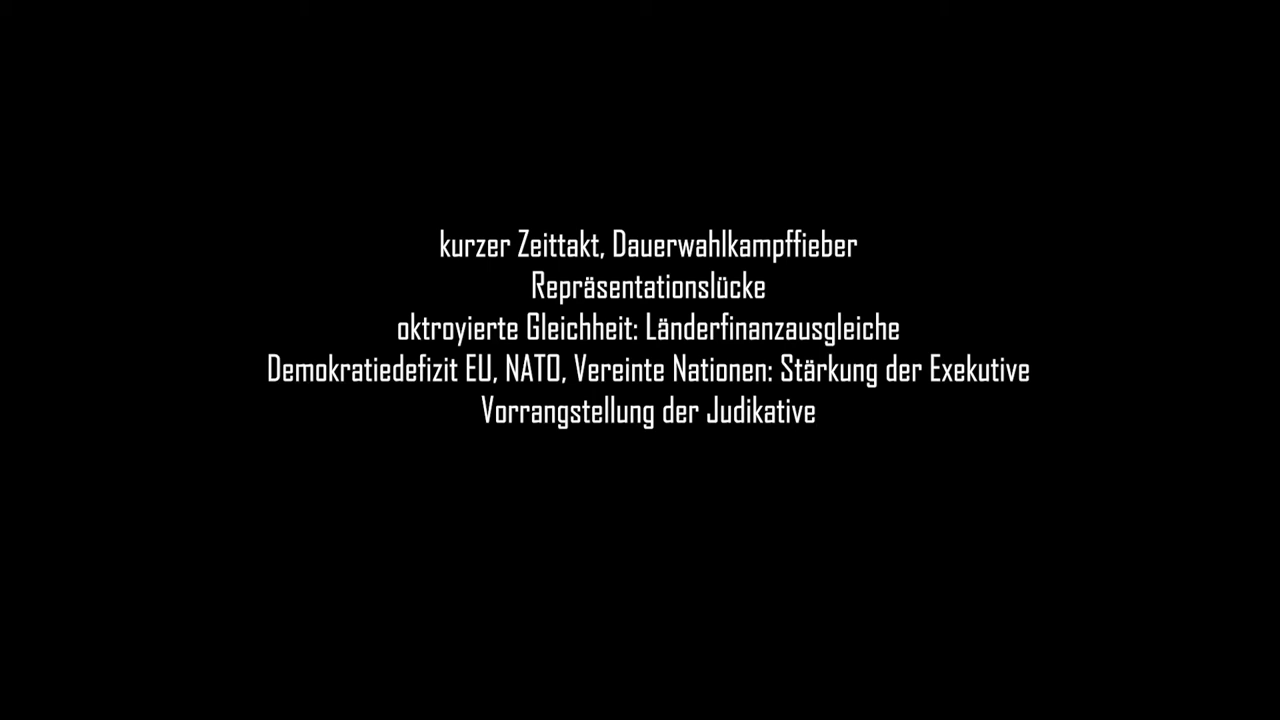 kurzer Zeittakt, Dauerwahlkampffieber
Repräsentationslücke
oktroyierte Gleichheit: Länderfinanzausgleiche
Demokratiedefizit EU, NATO, Vereinte Nationen: Stärkung der Exekutive
Vorrangstellung der Judikative